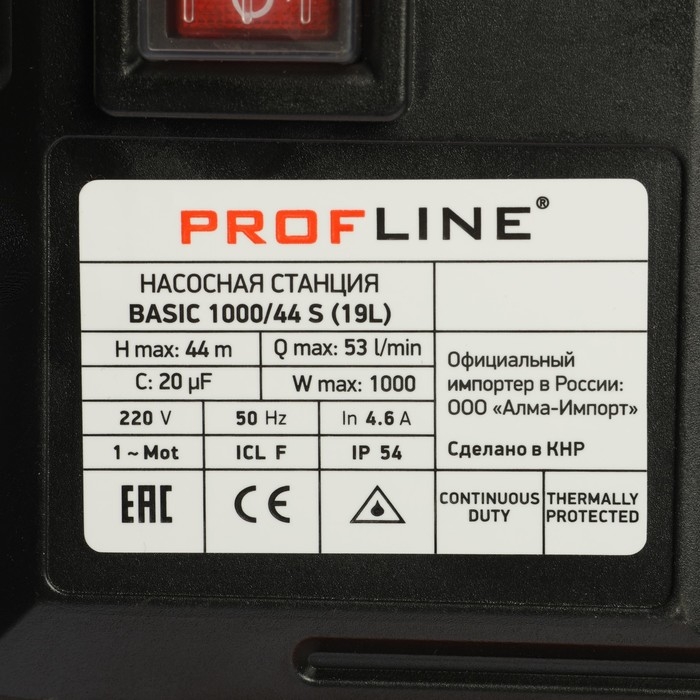 PROFLINE®
НАСОСНАЯ СТАНЦИЯ
BASIC 1000/44 S (19L)
H max: 44 m
Q max: 53 l/min
C: 20 µF
W max: 1000
220 V
50 Hz
In 4.6 A
1 ~ Mot
ICL F
IP 54
Официальный
импортер в России:
ООО «Алма-Импорт»
Сделано в КНР
EAC
CE
CONTINUOUS
DUTY
THERMALLY
PROTECTED